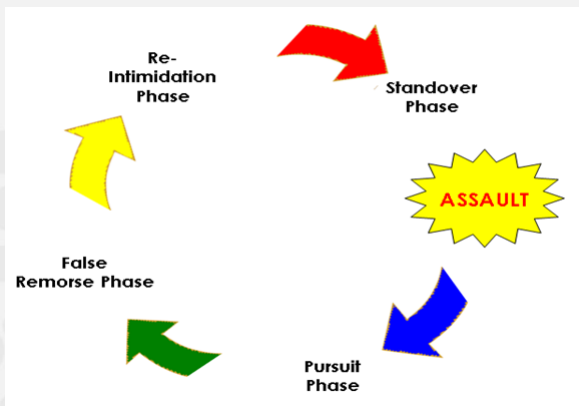 Re-
Intimidation
Phase
Standover
Phase
ASSAULT
False
Remorse Phase
Pursuit
Phase